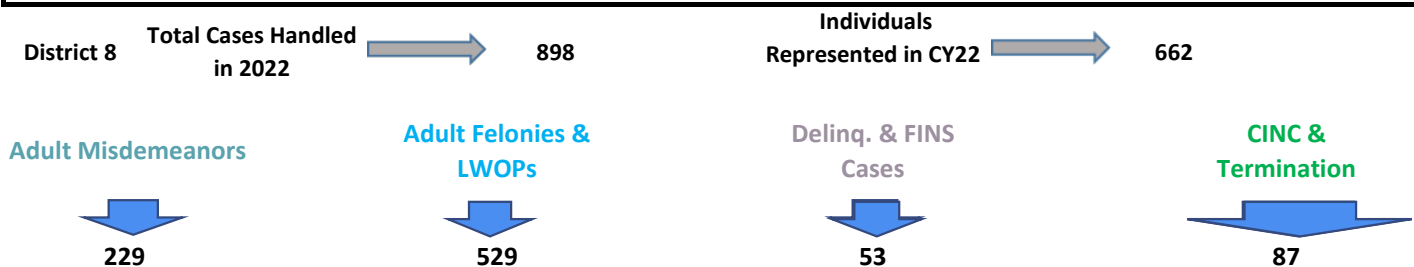 District 8
Total Cases Handled
in 2022
898
Individuals
Represented in CY22
662
Adult Misdemeanors
Adult Felonies &
LWOPs
Delinq. & FINS
Cases
CINC &
Termination
229
529
53
87